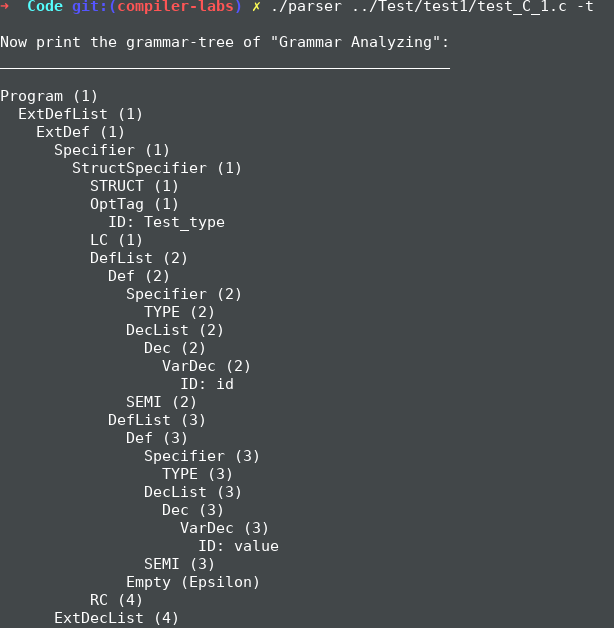 → Code git:(compiler-labs) ✗ ./parser ../Test/test1/test_C_1.c -t
Now print the grammar-tree of "Grammar Analyzing":
Program (1)
ExtDefList (1)
ExtDef (1)
Specifier (1)
StructSpecifier (1)
STRUCT (1)
OptTag (1)
ID: Test_type
LC (1)
DefList (2)
Def (2)
Specifier (2)
TYPE (2)
DecList (2)
Dec (2)
VarDec (2)
ID: id
SEMI (2)
DefList (3)
Def (3)
Specifier (3)
TYPE (3)
DecList (3)
Dec (3)
VarDec (3)
ID: value
SEMI (3)
Empty (Epsilon)
RC (4)
ExtDecList (4)